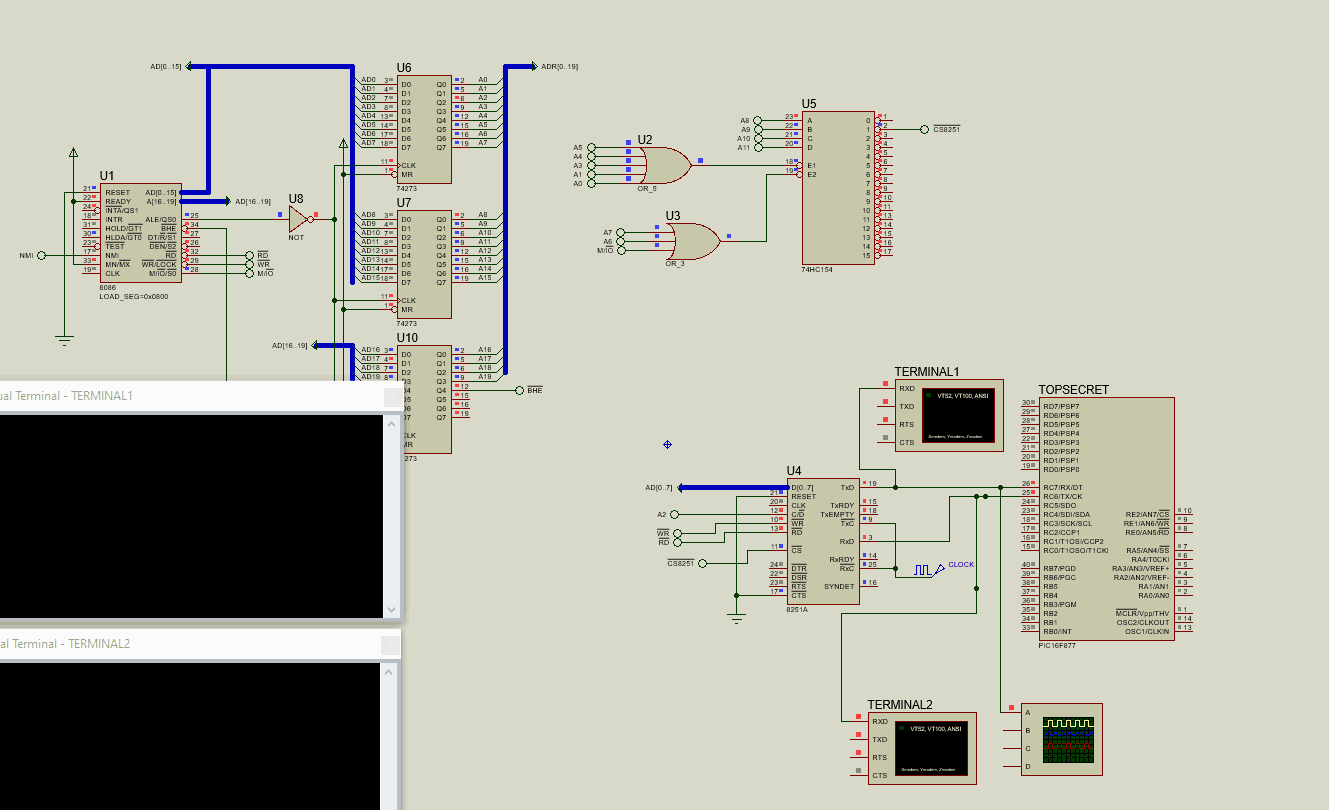 AD[0..15]
ADR[0..19]
U6
AD0 3 D0 Q0 2 A0
AD1 4 D1 Q1 5 A1
AD2 7 D2 Q2 6 A2
AD3 8 D3 Q3 9 A3
AD4 13 D4 Q4 12 A4
AD5 14 D5 Q5 15 A5
AD6 17 D6 Q6 16 A6
AD7 18 D7 Q7 19 A7
11 CLK
1 MR
74273
U1
21 RESET AD[0..15]
22 READY A[16..19] AD[16..19]
24 INTA/QS1
18 INTR ALE/QS0 25
31 HOLD/GT1 BHE 34
30 HLDA/GT0 DT/R/S1 27
23 TEST DEN/S2 26
NMI 17 NMI RD 32 RD
33 MN/MX WR/LOCK 29 WR
19 CLK M/IO/S0 28 M/IO
8086
LOAD_SEG=0x0800
U8
NOT
U7
AD8 3 D0 Q0 2 A8
AD9 4 D1 Q1 5 A9
AD10 7 D2 Q2 6 A10
AD11 8 D3 Q3 9 A11
AD12 13 D4 Q4 12 A12
AD13 14 D5 Q5 15 A13
AD14 17 D6 Q6 16 A14
AD15 18 D7 Q7 19 A15
11 CLK
1 MR
74273
U10
AD[16..19]
AD16 3 D0 Q0 2 A16
AD17 4 D1 Q1 5 A17
AD18 7 D2 Q2 6 A18
AD19 8 D3 Q3 9 A19
D4 Q4 12 BHE
D5 Q5 15
D6 Q6 16
D7 Q7 19
CLK
MR
273
U2
A5
A4
A3
A1
A0
OR_5
U3
A7
A6
M/IO
OR_3
U5
A8 23 A 0 1
A9 22 B 1 2 CS8251
A10 21 C 2 3
A11 20 D 3 4
4 5
18 E1 5 6
19 E2 6 7
7 8
8 9
9 10
10 11
11 13
12 14
13 15
14 16
15 17
74HC154
ual Terminal - TERMINAL1
al Terminal - TERMINAL2
TERMINAL1
RXD
TXD
RTS
CTS
VT52, VT100, ANSI
Xmodem, Ymodem, Zmodem
U4
AD[0..7] D[0..7] TxD 19
21 RESET
20 CLK TxRDY 15
A2 12 C/D TxEMPTY 18
WR 10 WR TxC 9
RD 13 RD
RxD 3
CS8251 11 CS
RxRDY 14
24 DTR RxC 25
22 DSR
23 RTS SYNDET 16
17 CTS
8251A
CLOCK
TOPSECRET
30 RD7/PSP7
29 RD6/PSP6
28 RD5/PSP5
27 RD4/PSP4
22 RD3/PSP3
21 RD2/PSP2
20 RD1/PSP1
19 RD0/PSP0
26 RC7/RX/DT
25 RC6/TX/CK
24 RC5/SDO
23 RC4/SDI/SDA RE2/AN7/CS 10
18 RC3/SCK/SCL RE1/AN6/WR 9
17 RC2/CCP1 RE0/AN5/RD 8
16 RC1/T1OSI/CCP2
15 RC0/T1OSO/T1CKI RA5/AN4/SS 7
RA4/T0CKI 6
40 RB7/PGD RA3/AN3/VREF+ 5
39 RB6/PGC RA2/AN2/VREF- 4
38 RB5 RA1/AN1 3
37 RB4 RA0/AN0 2
36 RB3/PGM
35 RB2 MCLR/Vpp/THV 1
34 RB1 OSC2/CLKOUT 14
33 RB0/INT OSC1/CLKIN 13
PIC16F877
TERMINAL2
RXD
TXD
RTS
CTS
VT52, VT100, ANSI
Xmodem, Ymodem, Zmodem
A
B
C
D